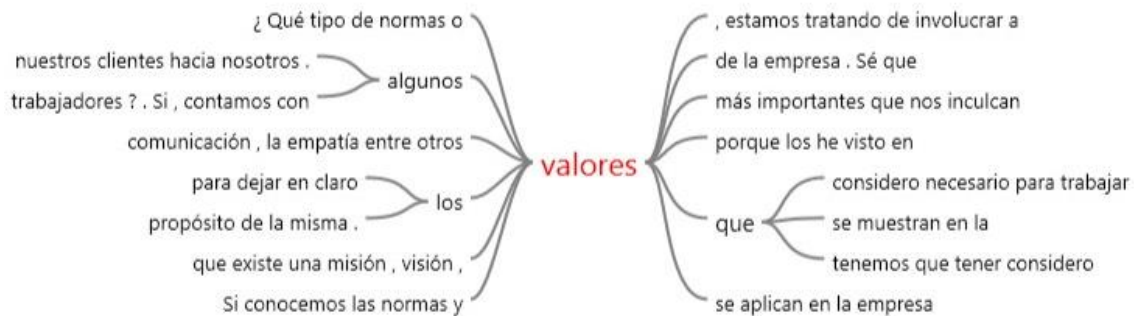 ¿ Qué tipo de normas o
nuestros clientes hacia nosotros .
algunos
trabajadores ? . Si , contamos con
comunicación , la empatía entre otros
para dejar en claro
los
propósito de la misma .
que existe una misión , visión ,
Si conocemos las normas y
valores
, estamos tratando de involucrar a
de la empresa . Sé que
más importantes que nos inculcan
porque los he visto en
que
considero necesario para trabajar
se muestran en la
tenemos que tener considero
se aplican en la empresa